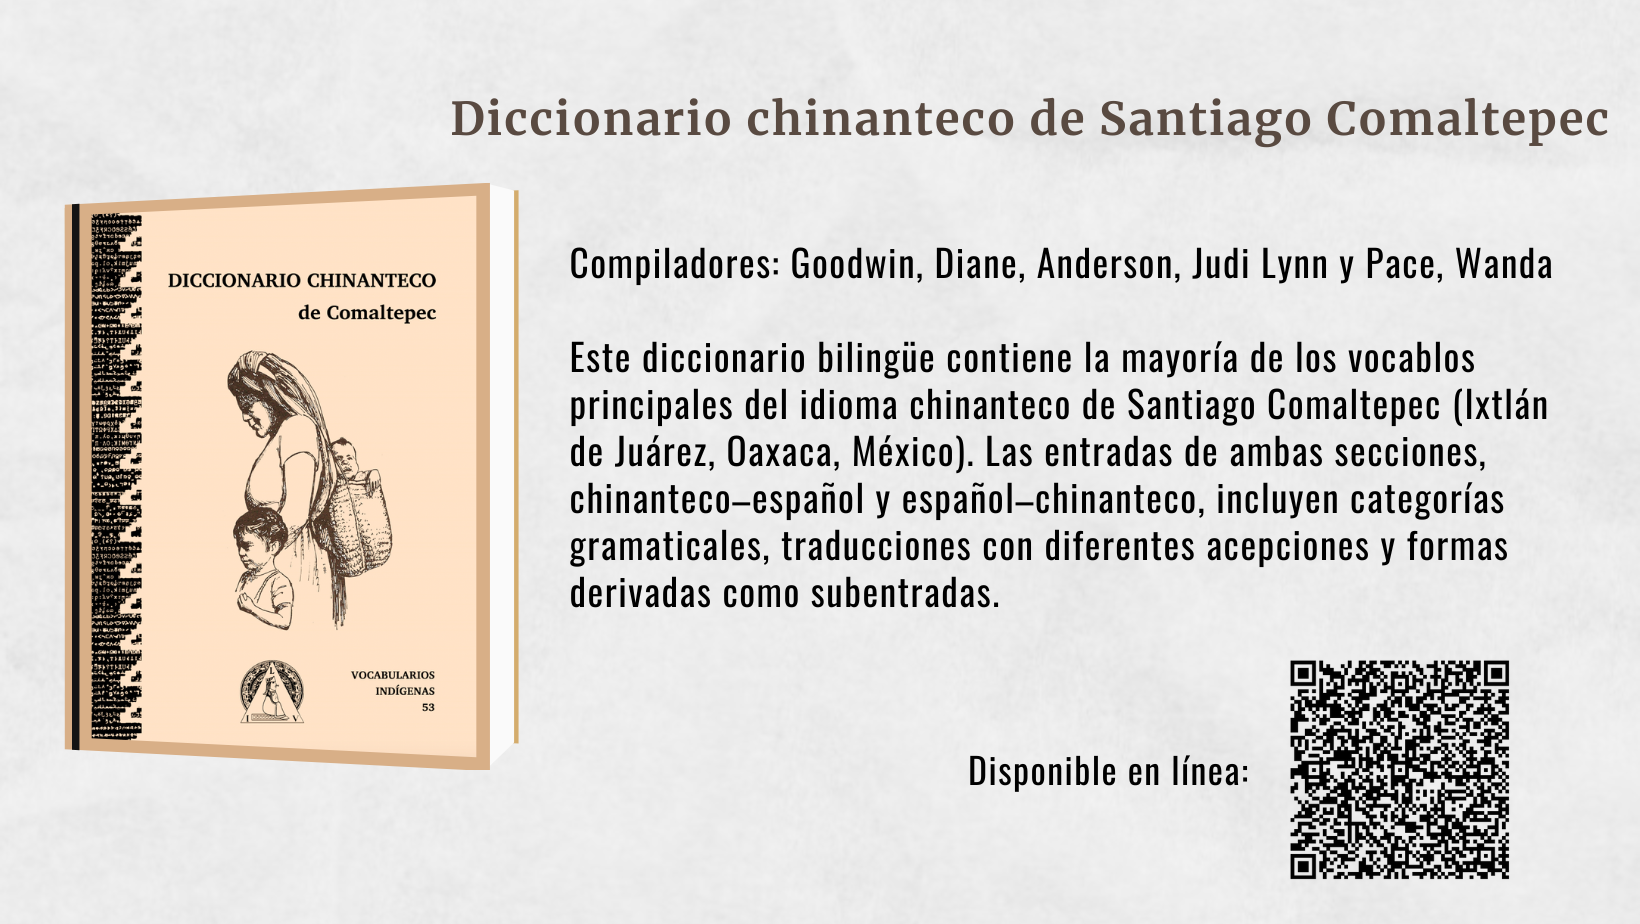 Diccionario chinanteco de Santiago Comaltepec
DICCIONARIO CHINANTECO
de Comaltepec
VOCABULARIOS
INDÍGENAS
53
Compiladores: Goodwin, Diane, Anderson, Judi Lynn y Pace, Wanda
Este diccionario bilingüe contiene la mayoría de los vocablos
principales del idioma chinanteco de Santiago Comaltepec (Ixtlán
de Juárez, Oaxaca, México). Las entradas de ambas secciones,
chinanteco–español y español–chinanteco, incluyen categorías
gramaticales, traducciones con diferentes acepciones y formas
derivadas como subentradas.
Disponible en línea: